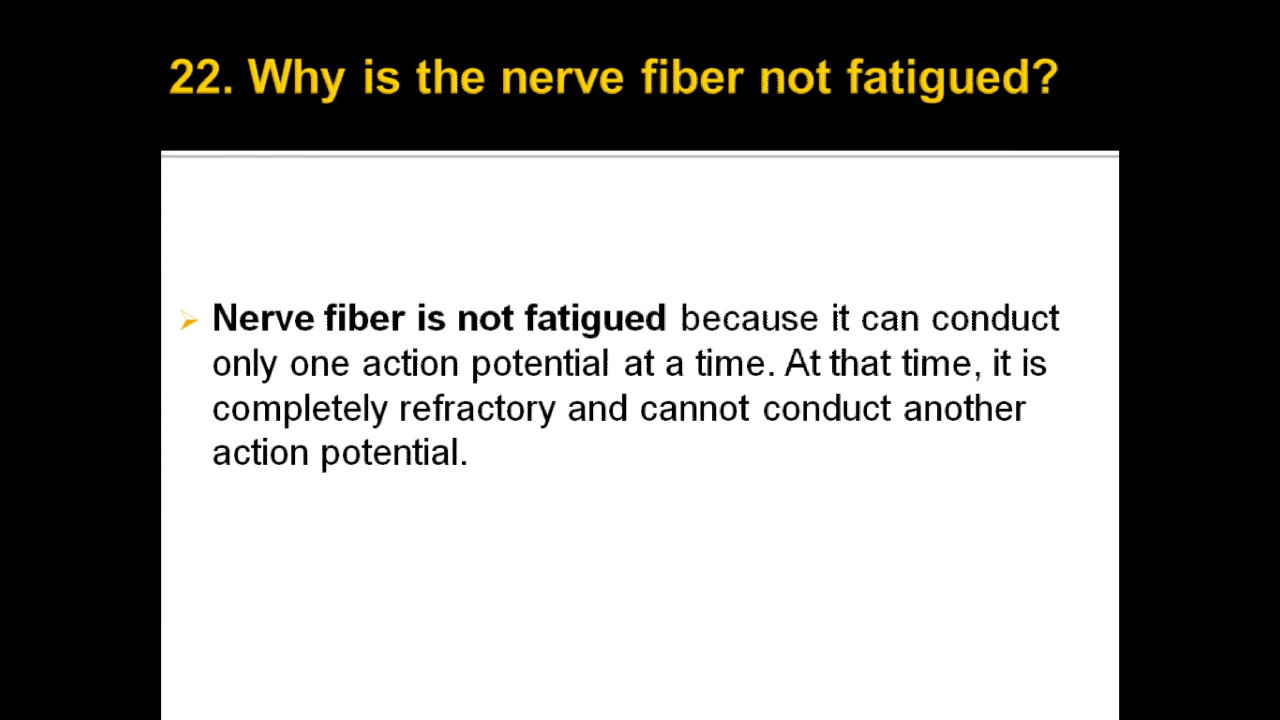 22. Why is the nerve fiber not fatigued?
Nerve fiber is not fatigued because it can conduct
only one action potential at a time. At that time, it is
completely refractory and cannot conduct another
action potential.